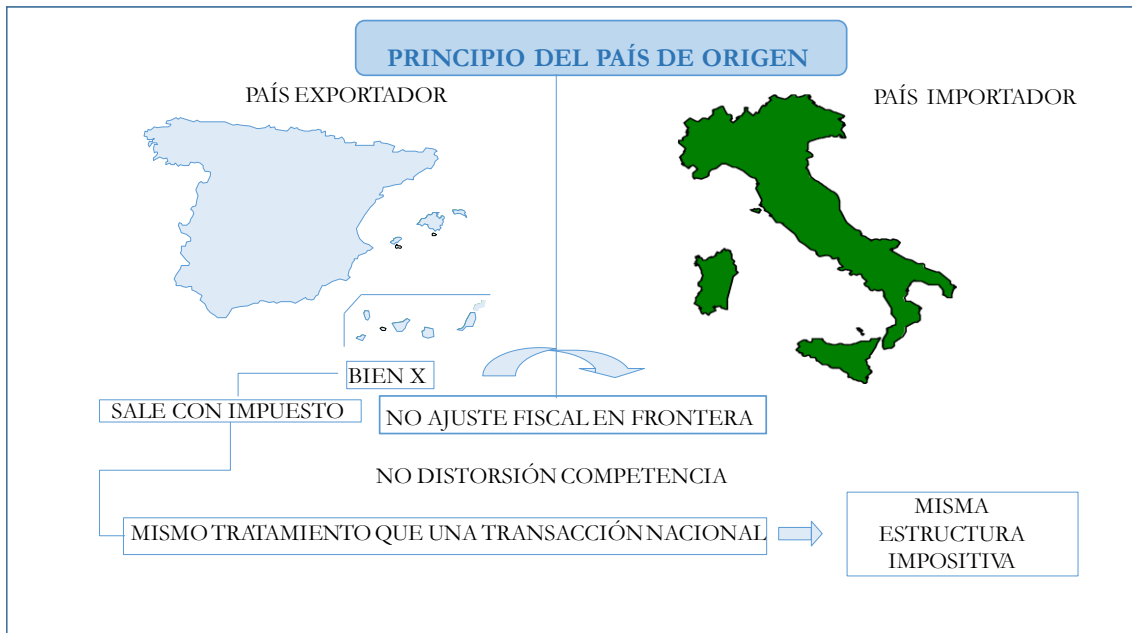 PRINCIPIO DEL PAÍS DE ORIGEN
PAÍS EXPORTADOR
PAÍS IMPORTADOR
BIEN X
SALE CON IMPUESTO
NO AJUSTE FISCAL EN FRONTERA
NO DISTORSIÓN COMPETENCIA
MISMO TRATAMIENTO QUE UNA TRANSACCIÓN NACIONAL
MISMA
ESTRUCTURA
IMPOSITIVA